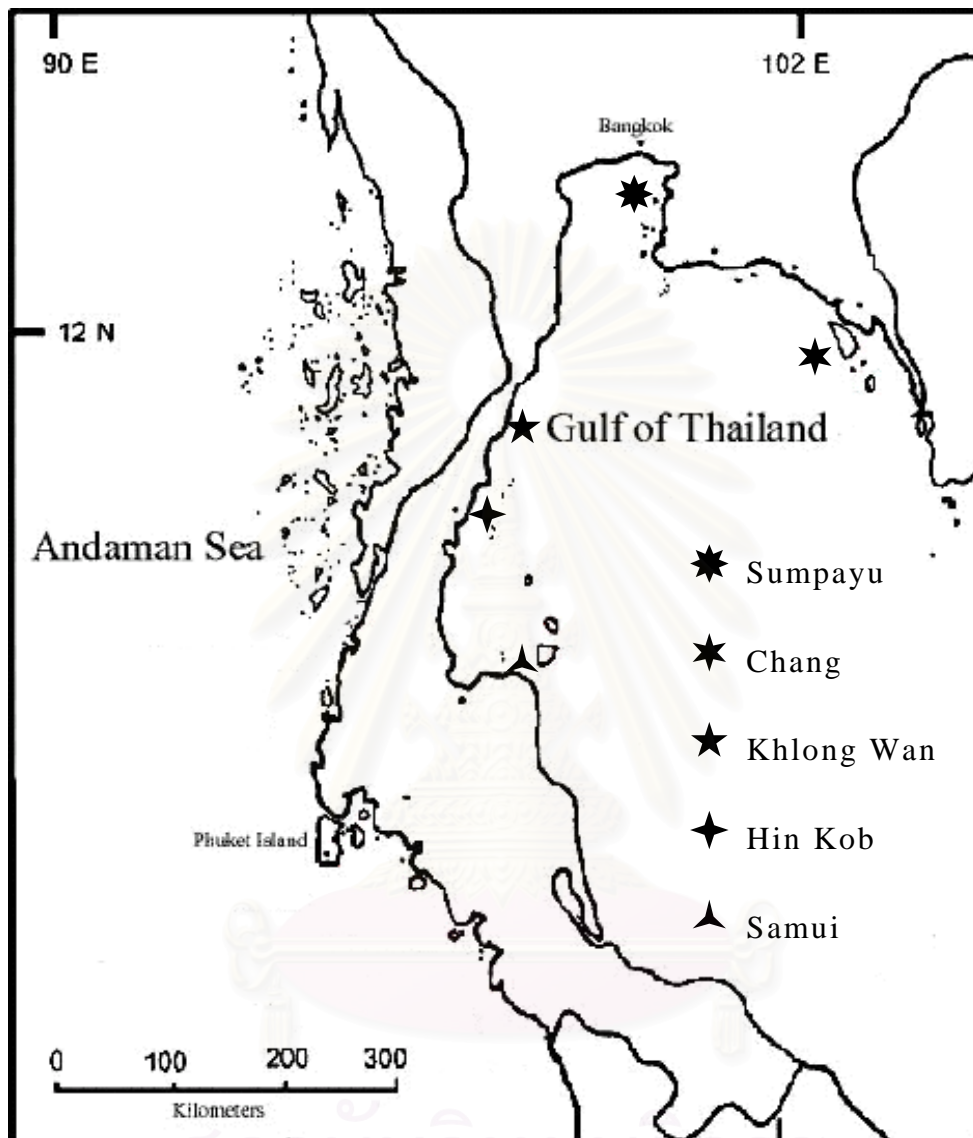 90 E
102 E
Bangkok
12 N
Gulf of Thailand
Andaman Sea
Sumpayu
Chang
Khlong Wan
Hin Kob
Phuket Island
Samui
0 100 200 300
Kilometers